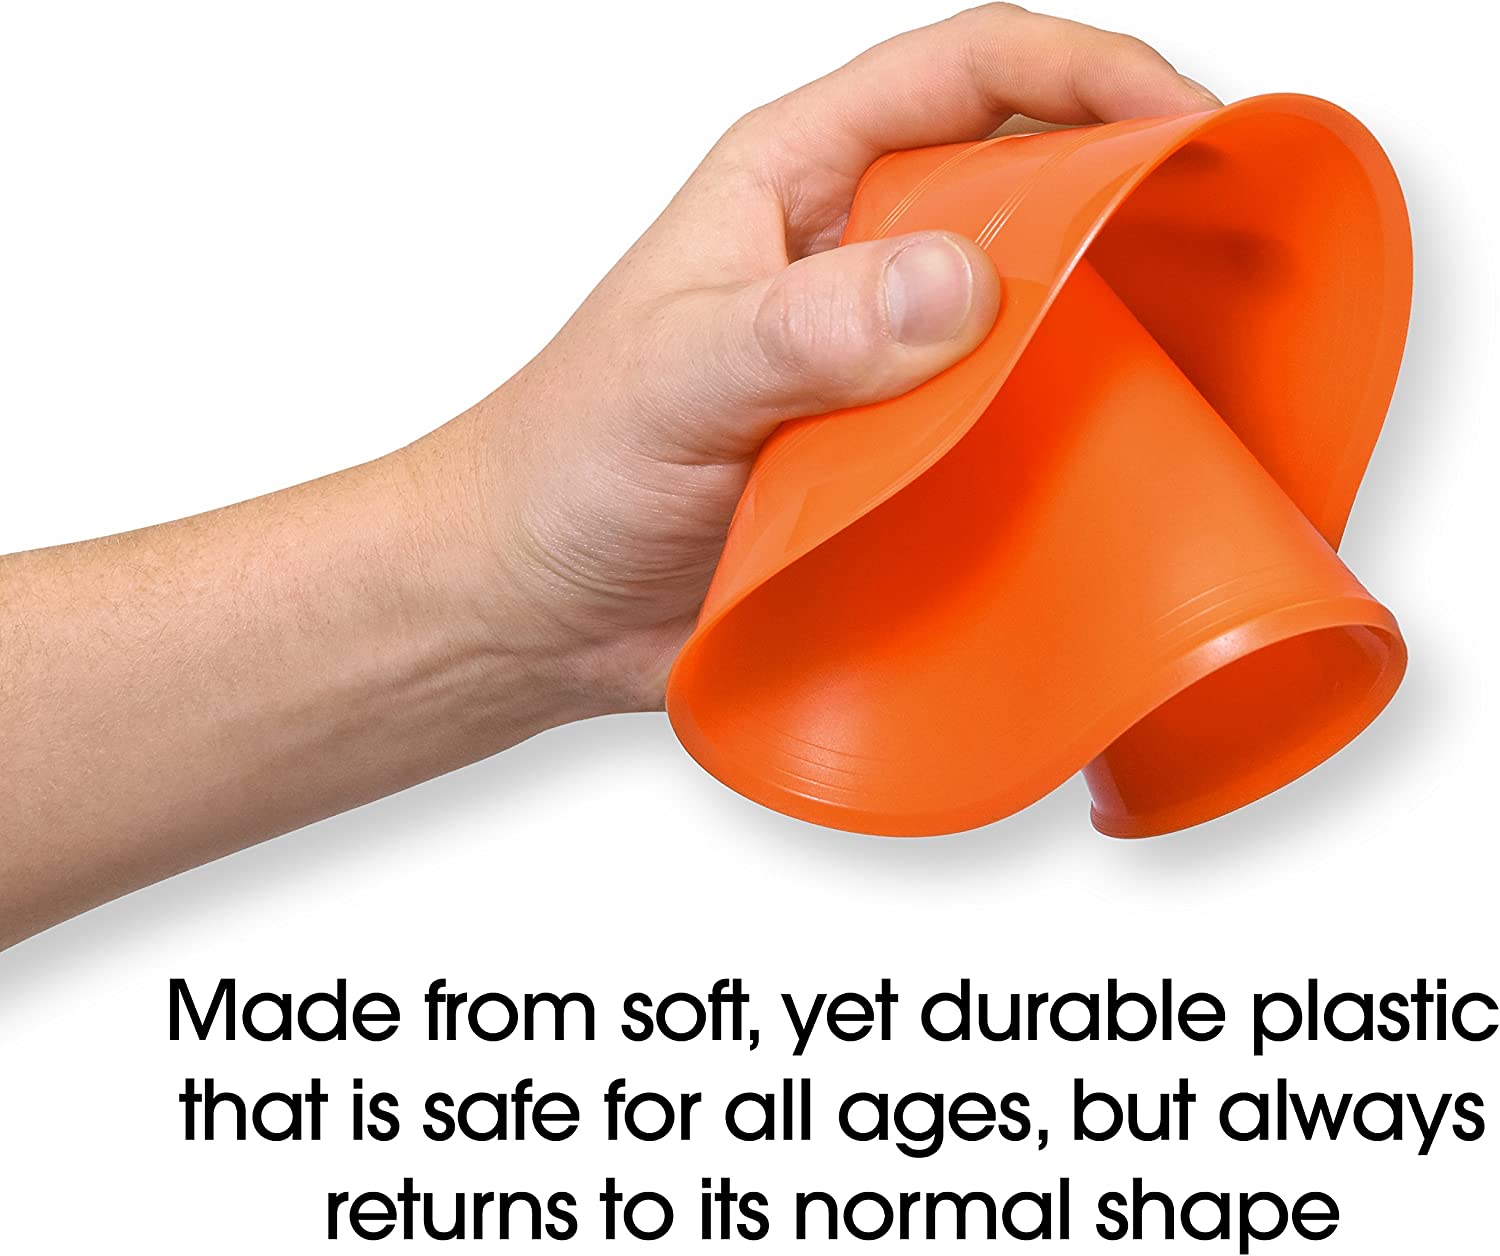 Made from soft, yet durable plastic
that is safe for all ages, but always
returns to its normal shape